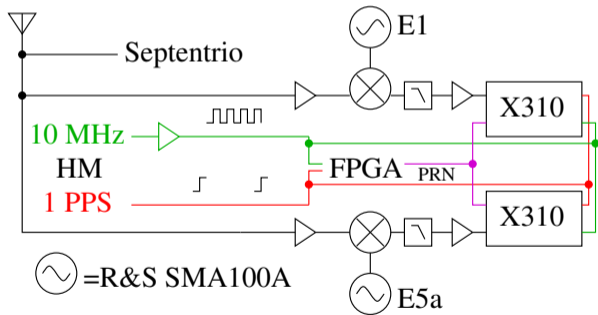 E1
Septentrio
X310
10 MHz
HM
FPGA
PRN
1 PPS
X310
=R&S SMA100A
E5a